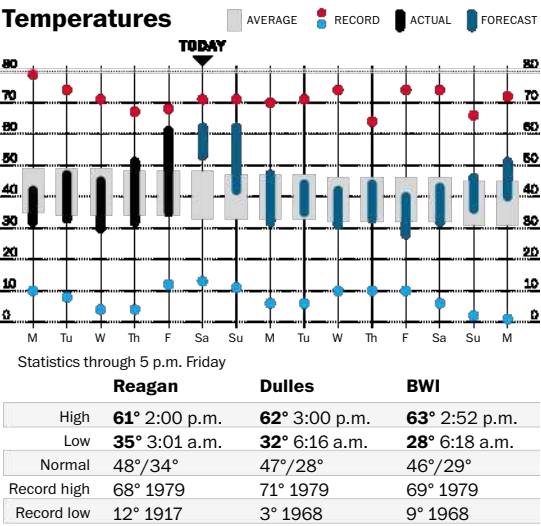 Temperatures
AVERAGE RECORD ACTUAL FORECAST
TODAY
80 80
70 70
60 60
50 50
40 40
30 30
20 20
10 10
0 0
M Tu W Th F Sa Su M Tu W Th F Sa Su M
Statistics through 5 p.m. Friday
Reagan Dulles BWI
High 61° 2:00 p.m. 62° 3:00 p.m. 63° 2:52 p.m.
Low 35° 3:01 a.m. 32° 6:16 a.m. 28° 6:18 a.m.
Normal 48°/34° 47°/28° 46°/29°
Record high 68° 1979 71° 1979 69° 1979
Record low 12° 1917 3° 1968 9° 1968